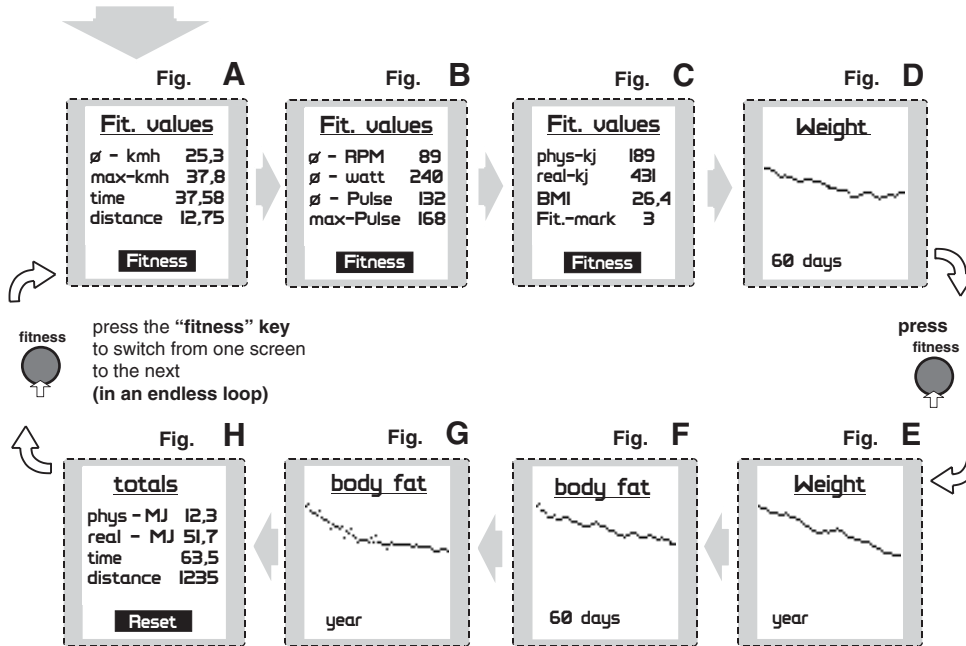 Fig. A
Fit. values
ø - kmh 25,3
max-kmh 37,8
time 37,58
distance 12,75
Fitness
Fig. B
Fit. values
ø - RPM 89
ø - watt 240
ø - Pulse 132
max-Pulse 168
Fitness
Fig. C
Fit. values
phys-kj 189
real-kj 431
BMI 26,4
Fit.-mark 3
Fitness
Fig. D
Weight
60 days
fitness
press the “fitness” key
to switch from one screen
to the next
(in an endless loop)
press
fitness
Fig. H
totals
phys - MJ 12,3
real - MJ 51,7
time 63,5
distance 1235
Reset
Fig. G
body fat
year
Fig. F
body fat
60 days
Fig. E
Weight
year